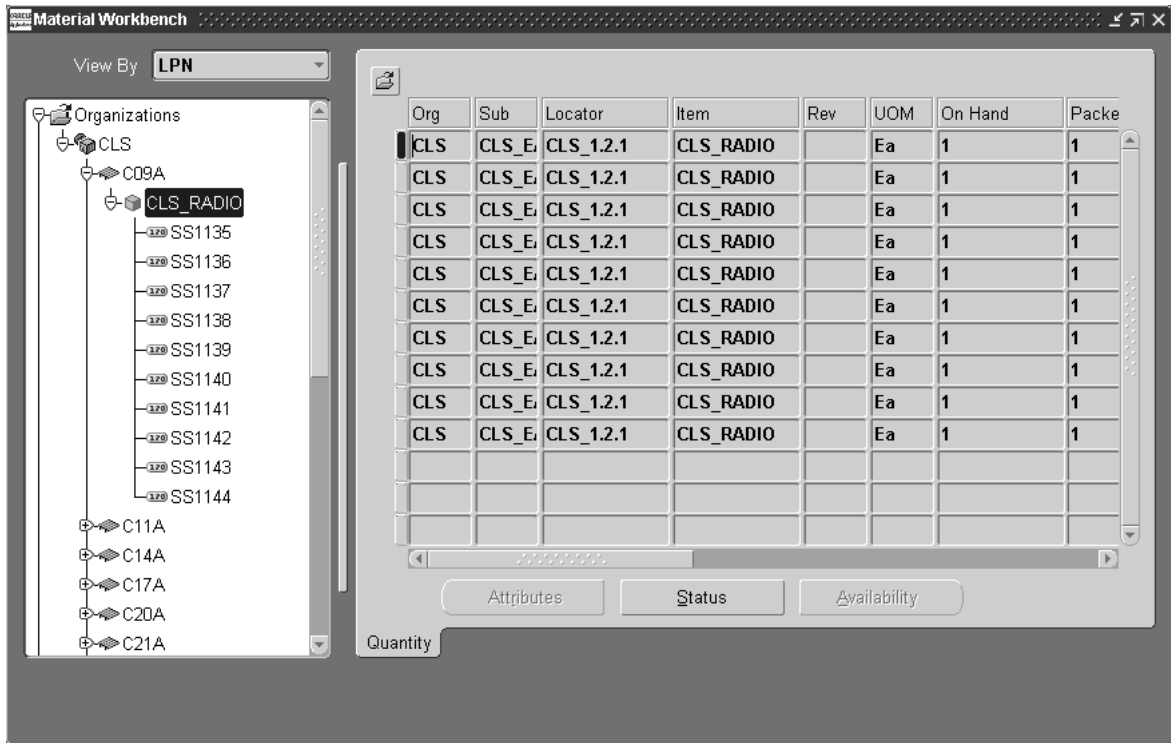 Material Workbench
View By LPN
Organizations
CLS
C09A
CLS_RADIO
SS1135
SS1136
SS1137
SS1138
SS1139
SS1140
SS1141
SS1142
SS1143
SS1144
C11A
C14A
C17A
C20A
C21A
Org Sub Locator Item Rev UOM On Hand Packe
CLS CLS_E CLS_1.2.1 CLS_RADIO Ea 1 1
CLS CLS_E CLS_1.2.1 CLS_RADIO Ea 1 1
CLS CLS_E CLS_1.2.1 CLS_RADIO Ea 1 1
CLS CLS_E CLS_1.2.1 CLS_RADIO Ea 1 1
CLS CLS_E CLS_1.2.1 CLS_RADIO Ea 1 1
CLS CLS_E CLS_1.2.1 CLS_RADIO Ea 1 1
CLS CLS_E CLS_1.2.1 CLS_RADIO Ea 1 1
CLS CLS_E CLS_1.2.1 CLS_RADIO Ea 1 1
CLS CLS_E CLS_1.2.1 CLS_RADIO Ea 1 1
CLS CLS_E CLS_1.2.1 CLS_RADIO Ea 1 1
Attributes Status Availability
Quantity